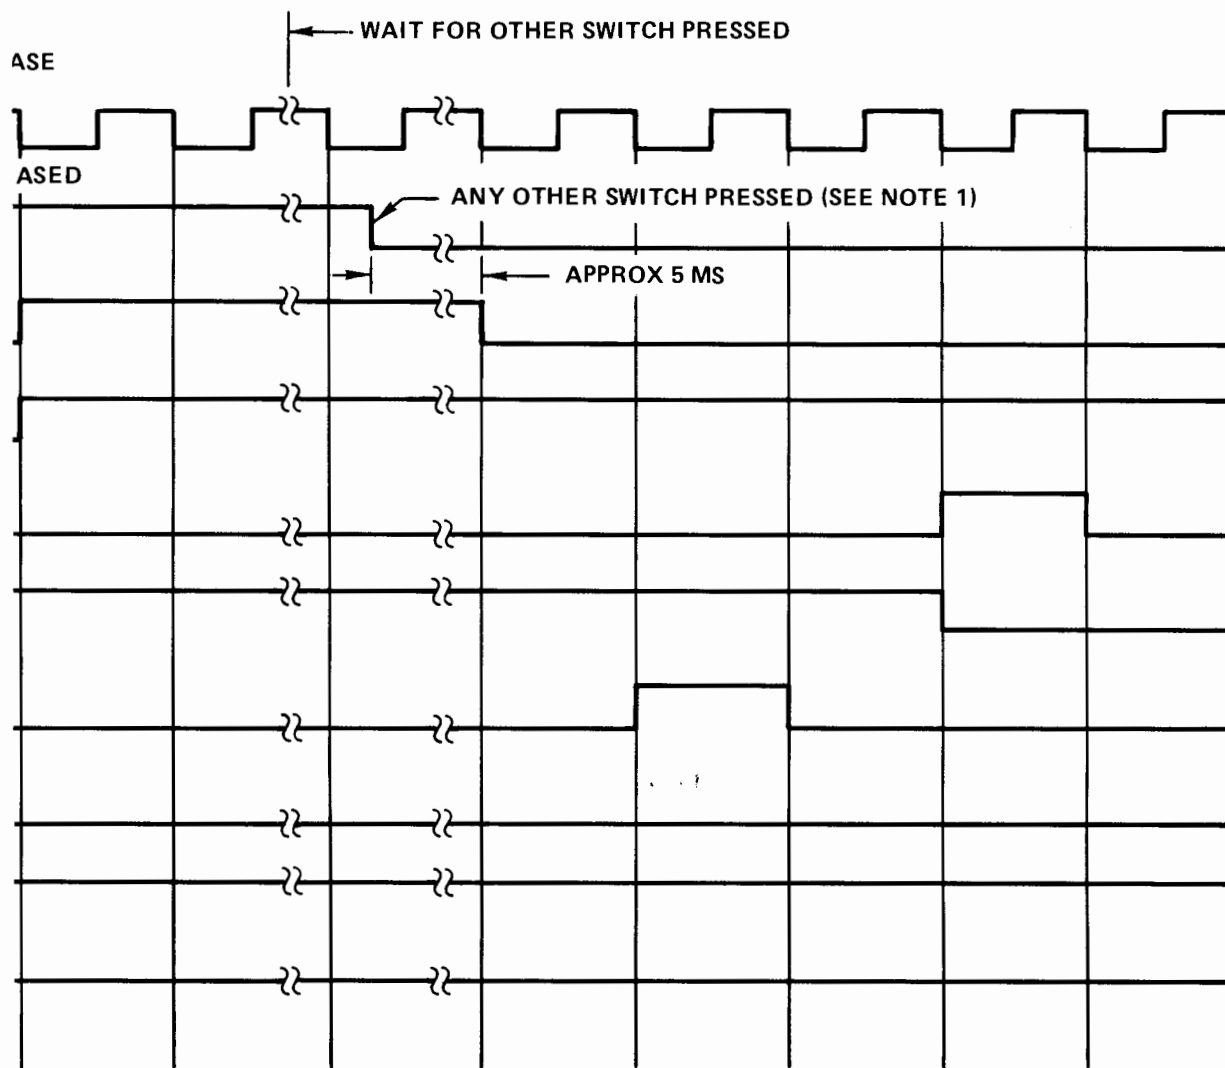 WAIT FOR OTHER SWITCH PRESSED
ASE
ASED
ANY OTHER SWITCH PRESSED (SEE NOTE 1)
APPROX 5 MS